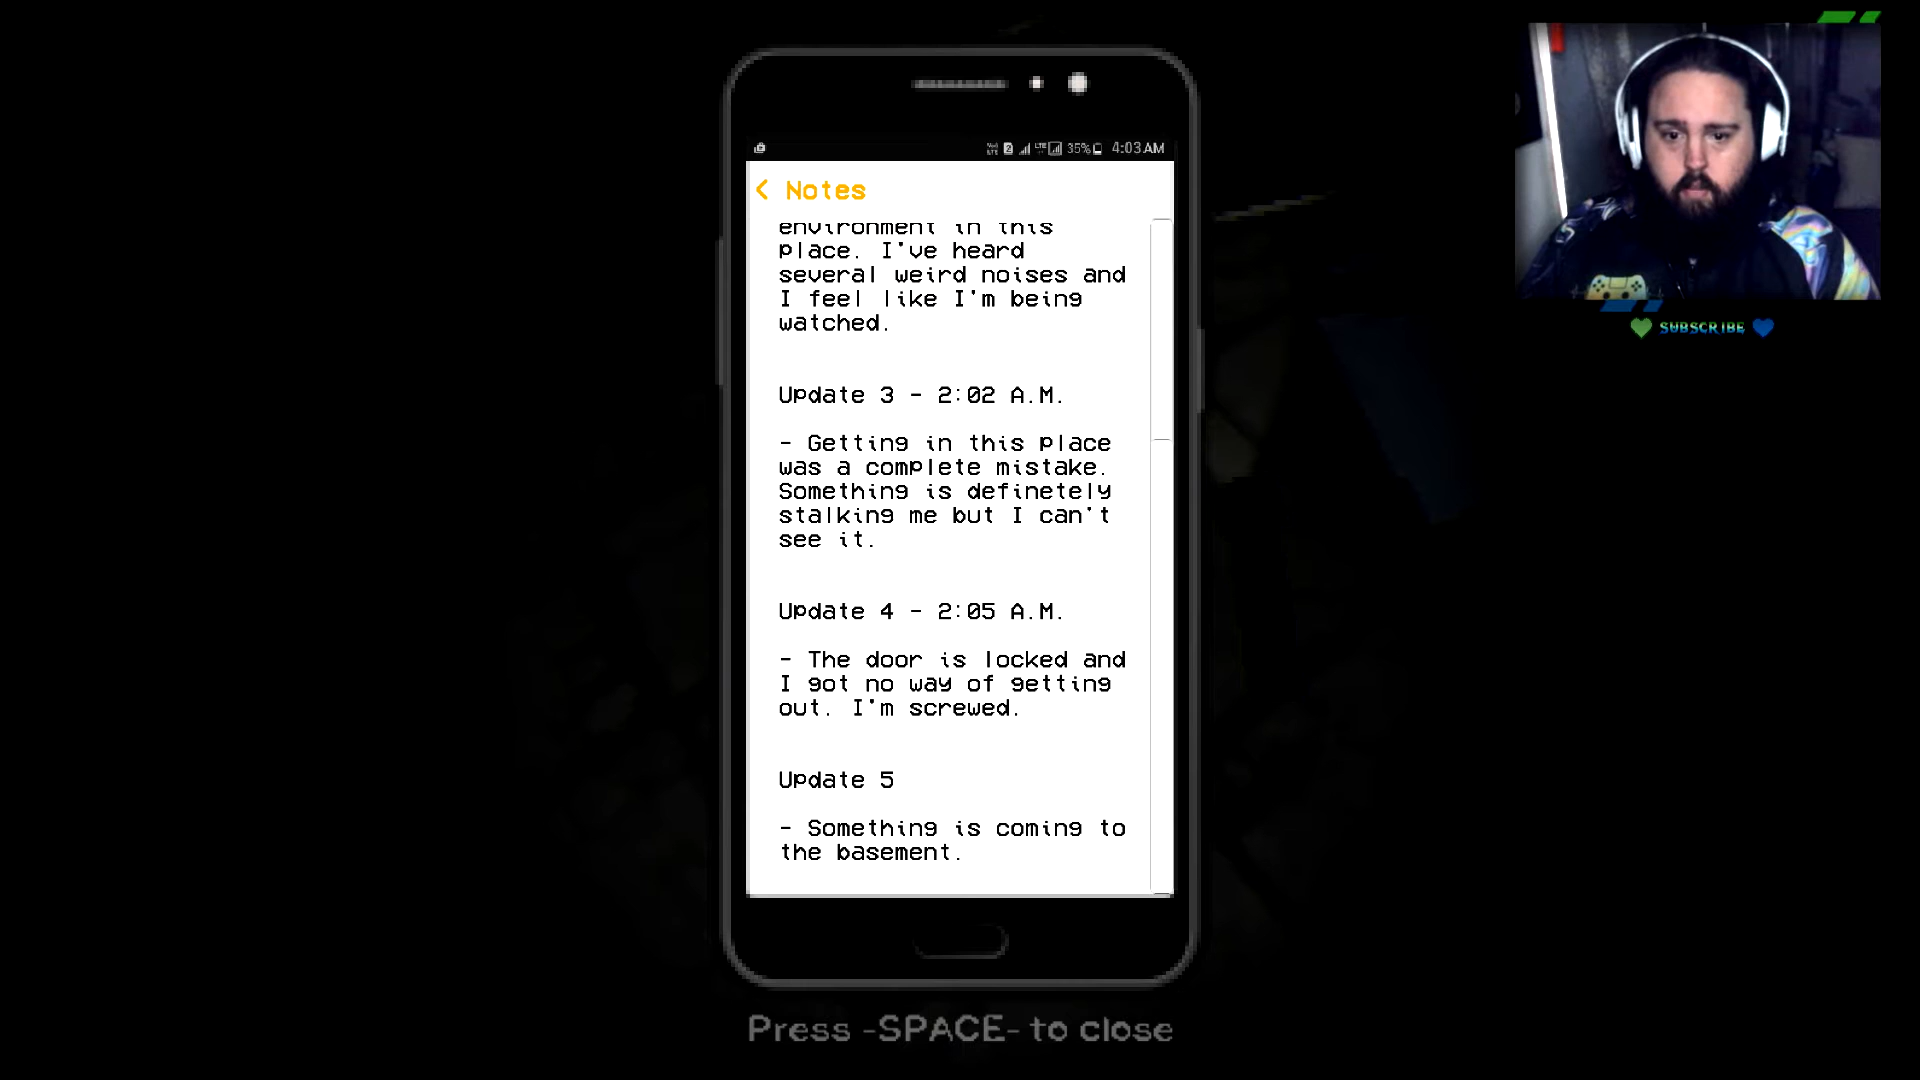 35% 4:03 AM
< Notes
environment in this
place. I've heard
several weird noises and
I feel like I'm being
watched.
Update 3 - 2:02 A.M.
- Getting in this place
was a complete mistake.
Something is definetely
stalking me but I can't
see it.
Update 4 - 2:05 A.M.
- The door is locked and
I got no way of getting
out. I'm screwed.
Update 5
- Something is coming to
the basement.
Press -SPACE- to close
SUBSCRIBE